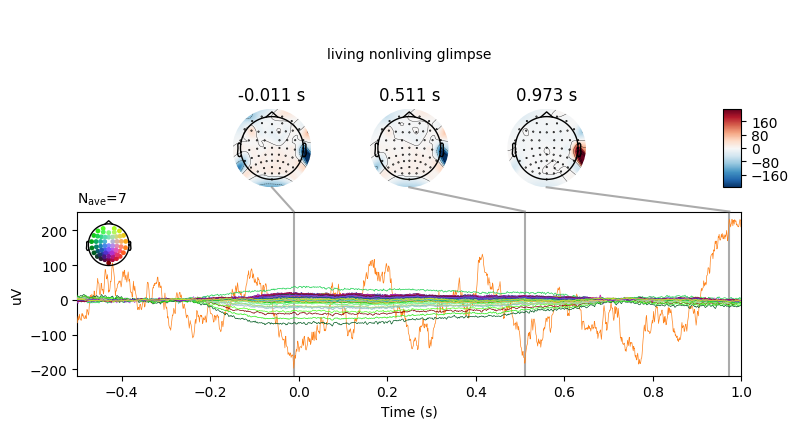 living nonliving glimpse
-0.011 s 0.511 s 0.973 s
160
80
0
−80
−160
Nave=7
200
100
0
−100
−200
uV
−0.4 −0.2 0.0 0.2 0.4 0.6 0.8 1.0
Time (s)